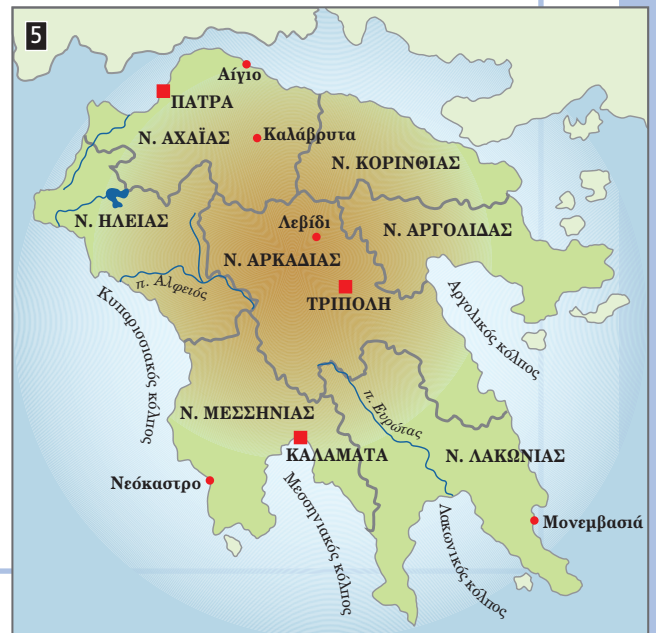 5
Αίγιο
ΠΑΤΡΑ
Ν. ΑΧΑΪΑΣ
Καλάβρυτα
Ν. ΚΟΡΙΝΘΙΑΣ
Ν. ΗΛΕΙΑΣ
Λεβίδι
Ν. ΑΡΓΟΛΙΔΑΣ
Ν. ΑΡΚΑΔΙΑΣ
π. Αλφειός
ΤΡΙΠΟΛΗ
Κυπαρισσιακός κόλπος
Αργολικός κόλπος
Ν. ΜΕΣΣΗΝΙΑΣ
π. Ευρώτας
ΚΑΛΑΜΑΤΑ
Ν. ΛΑΚΩΝΙΑΣ
Νεόκαστρο
Μεσσηνιακός κόλπος
Λακωνικός κόλπος
Μονεμβασιά